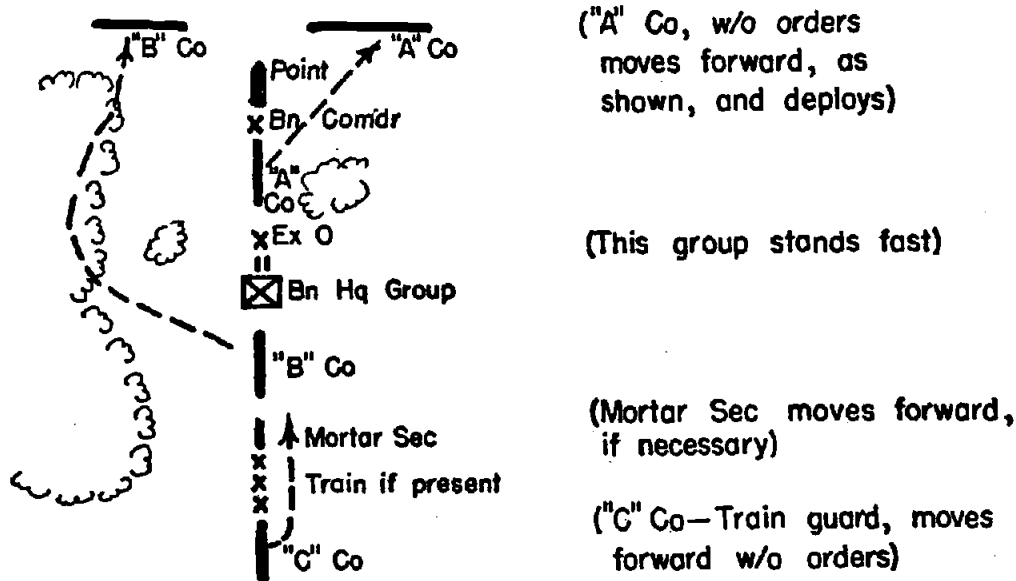 "B" Co
"A" Co
Point
Bn Comdr
"A"
Co
Ex O
Bn Hq Group
"B" Co
Mortar Sec
Train if present
"C" Co
("A" Co, w/o orders
moves forward, as
shown, and deploys)
(This group stands fast)
(Mortar Sec moves forward,
if necessary)
("C" Co—Train guard, moves
forward w/o orders)